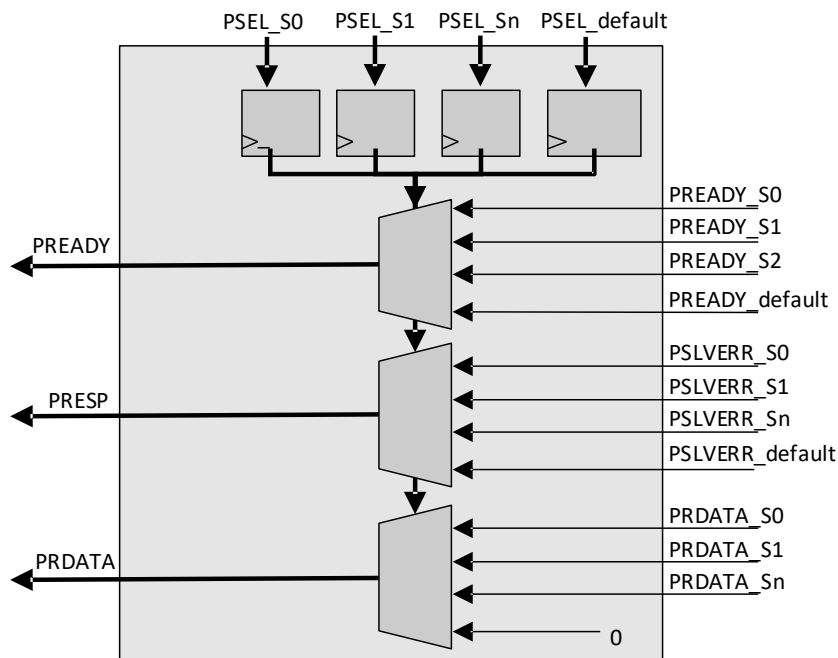 PSEL_S0 PSEL_S1 PSEL_Sn PSEL_default
PREADY_S0
PREADY_S1
PREADY
PREADY_S2
PREADY_default
PSLVERR_S0
PSLVERR_S1
PRESP
PSLVERR_Sn
PSLVERR_default
PRDATA_S0
PRDATA_S1
PRDATA
PRDATA_Sn
0